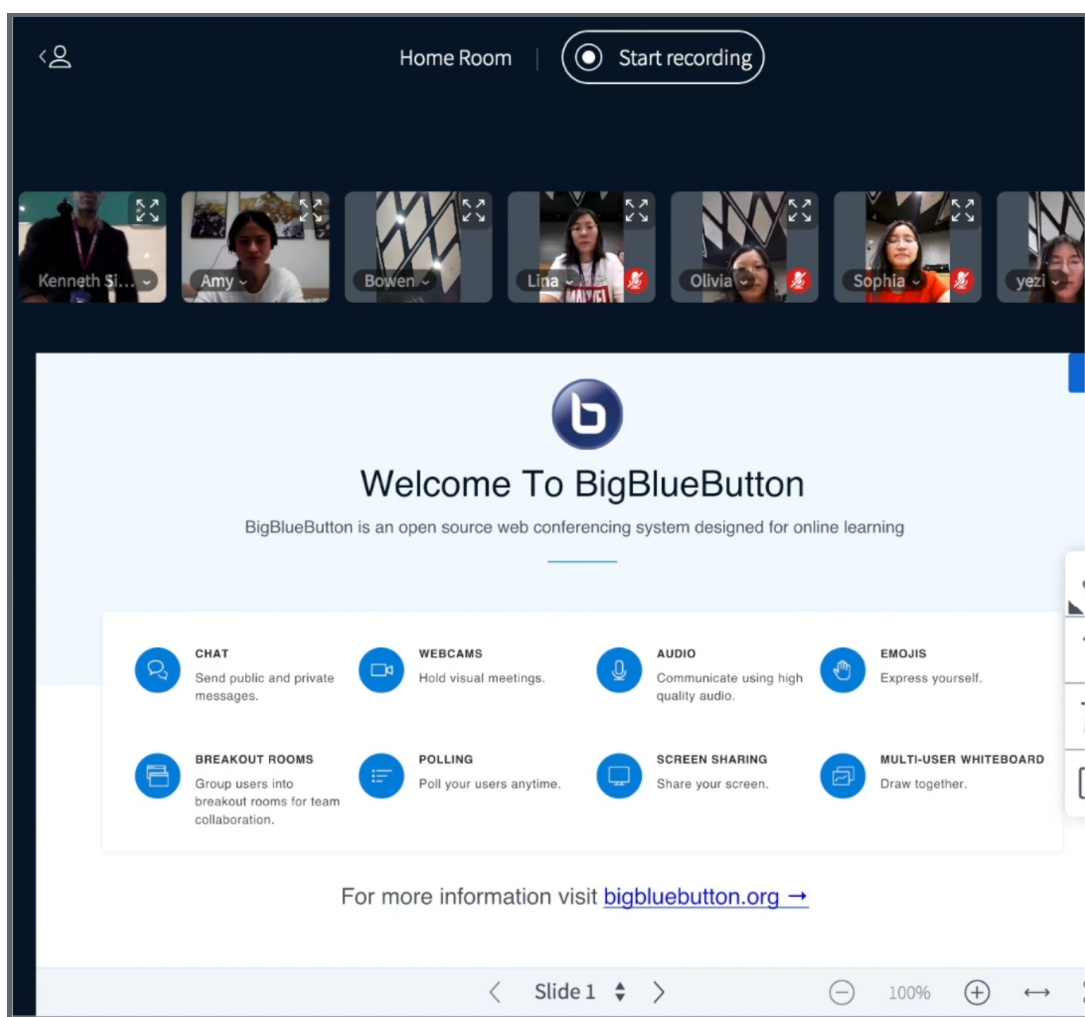 Home Room
Start recording
Kenneth Si...
Amy
Bowen
Lina
Olivia
Sophia
yezi
Welcome To BigBlueButton
BigBlueButton is an open source web conferencing system designed for online learning
CHAT
Send public and private
messages.
WEBCAMS
Hold visual meetings.
AUDIO
Communicate using high
quality audio.
EMOJIS
Express yourself.
BREAKOUT ROOMS
Group users into
breakout rooms for team
collaboration.
POLLING
Poll your users anytime.
SCREEN SHARING
Share your screen.
MULTI-USER WHITEBOARD
Draw together.
For more information visit bigbluebutton.org →
Slide 1
100%